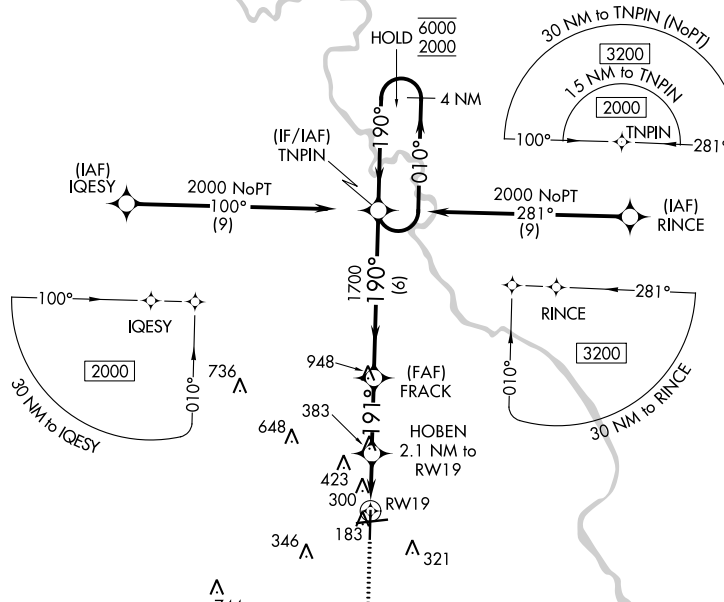 HOLD 6000
2000
4 NM
190°
010°
30 NM to TNPIN (NoPT)
3200
15 NM to TNPIN
2000
TNPIN
100°
281°
(IF/IAF)
TNPIN
(IAF)
IQESY
2000 NoPT
100°
(9)
2000 NoPT
281°
(9)
(IAF)
RINCE
1700
190°
(6)
100°
IQESY
2000
010°
30 NM to IQESY
281°
RINCE
3200
010°
30 NM to RINCE
736
948
(FAF)
FRACK
191°
648
383
HOBEN
2.1 NM to
RW19
423
300
RW19
183
346
321